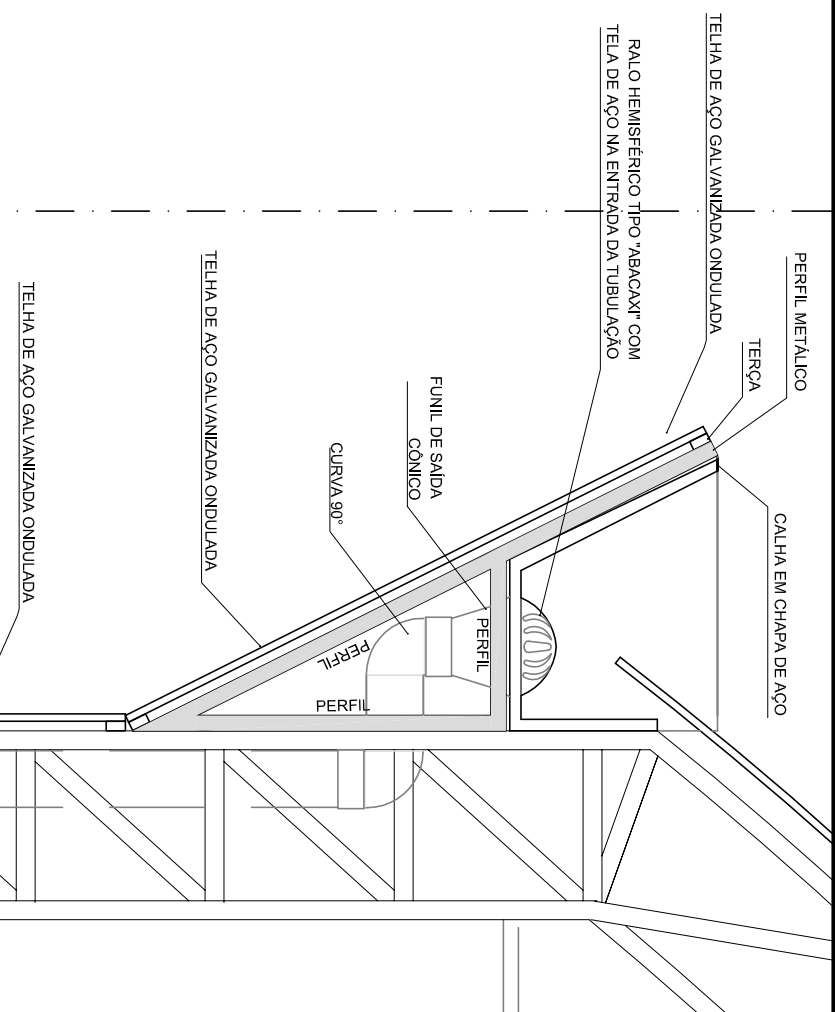 PERFIL METÁLICO
CALHA EM CHAPA DE AÇO
TERÇA
TELHA DE AÇO GALVANIZADA ONDULADA
RALO HEMISFÉRICO TIPO "ABACAXI" COM
TELA DE AÇO NA ENTRADA DA TUBULAÇÃO
PERFIL
FUNIL DE SAÍDA
CÔNICO
CURVA 90°
PERFIL
PERFIL
TELHA DE AÇO GALVANIZADA ONDULADA
TELHA DE AÇO GALVANIZADA ONDULADA